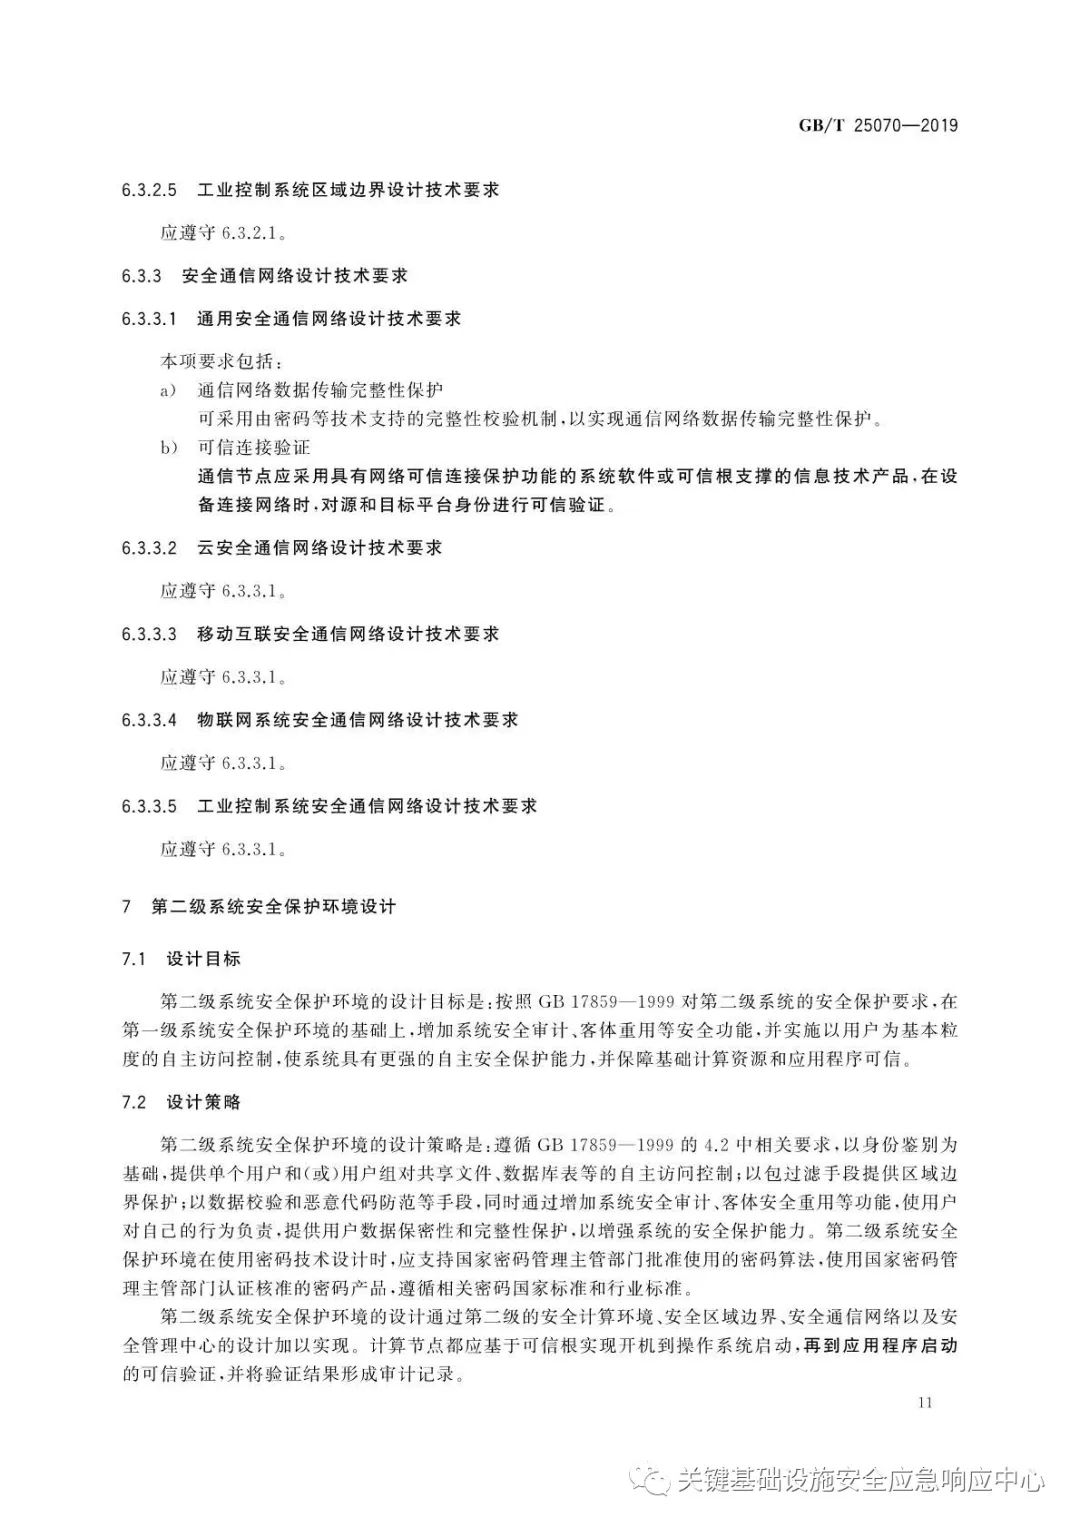 GB/T 25070—2019
6.3.2.5 工业控制系统区域边界设计技术要求
应遵守 6.3.2.1。
6.3.3 安全通信网络设计技术要求
6.3.3.1 通用安全通信网络设计技术要求
本项要求包括:
a) 通信网络数据传输完整性保护
可采用由密码等技术支持的完整性校验机制,以实现通信网络数据传输完整性保护。
b) 可信连接验证
通信节点应采用具有网络可信连接保护功能的系统软件或可信根支撑的信息技术产品,在设
备连接网络时,对源和目标平台身份进行可信验证。
6.3.3.2 云安全通信网络设计技术要求
应遵守 6.3.3.1。
6.3.3.3 移动互联安全通信网络设计技术要求
应遵守 6.3.3.1。
6.3.3.4 物联网系统安全通信网络设计技术要求
应遵守 6.3.3.1。
6.3.3.5 工业控制系统安全通信网络设计技术要求
应遵守 6.3.3.1。
7 第二级系统安全保护环境设计
7.1 设计目标
第二级系统安全保护环境的设计目标是:按照 GB 17859—1999 对第二级系统的安全保护要求,在
第一级系统安全保护环境的基础上,增加系统安全审计、客体重用等安全功能,并实施以用户为基本粒
度的自主访问控制,使系统具有更强的自主安全保护能力,并保障基础计算资源和应用程序可信。
7.2 设计策略
第二级系统安全保护环境的设计策略是:遵循 GB 17859—1999 的 4.2 中相关要求,以身份鉴别为
基础,提供单个用户和(或)用户组对共享文件、数据库表等的自主访问控制;以包过滤手段提供区域边
界保护;以数据校验和恶意代码防范等手段,同时通过增加系统安全审计、客体安全重用等功能,使用户
对自己的行为负责,提供用户数据保密性和完整性保护,以增强系统的安全保护能力。第二级系统安全
保护环境在使用密码技术设计时,应支持国家密码管理主管部门批准使用的密码算法,使用国家密码管
理主管部门认证核准的密码产品,遵循相关密码国家标准和行业标准。
第二级系统安全保护环境的设计通过第二级的安全计算环境、安全区域边界、安全通信网络以及安
全管理中心的设计加以实现。计算节点都应基于可信根实现开机到操作系统启动,再到应用程序启动
的可信验证,并将验证结果形成审计记录。
11
关键基础设施安全应急响应中心